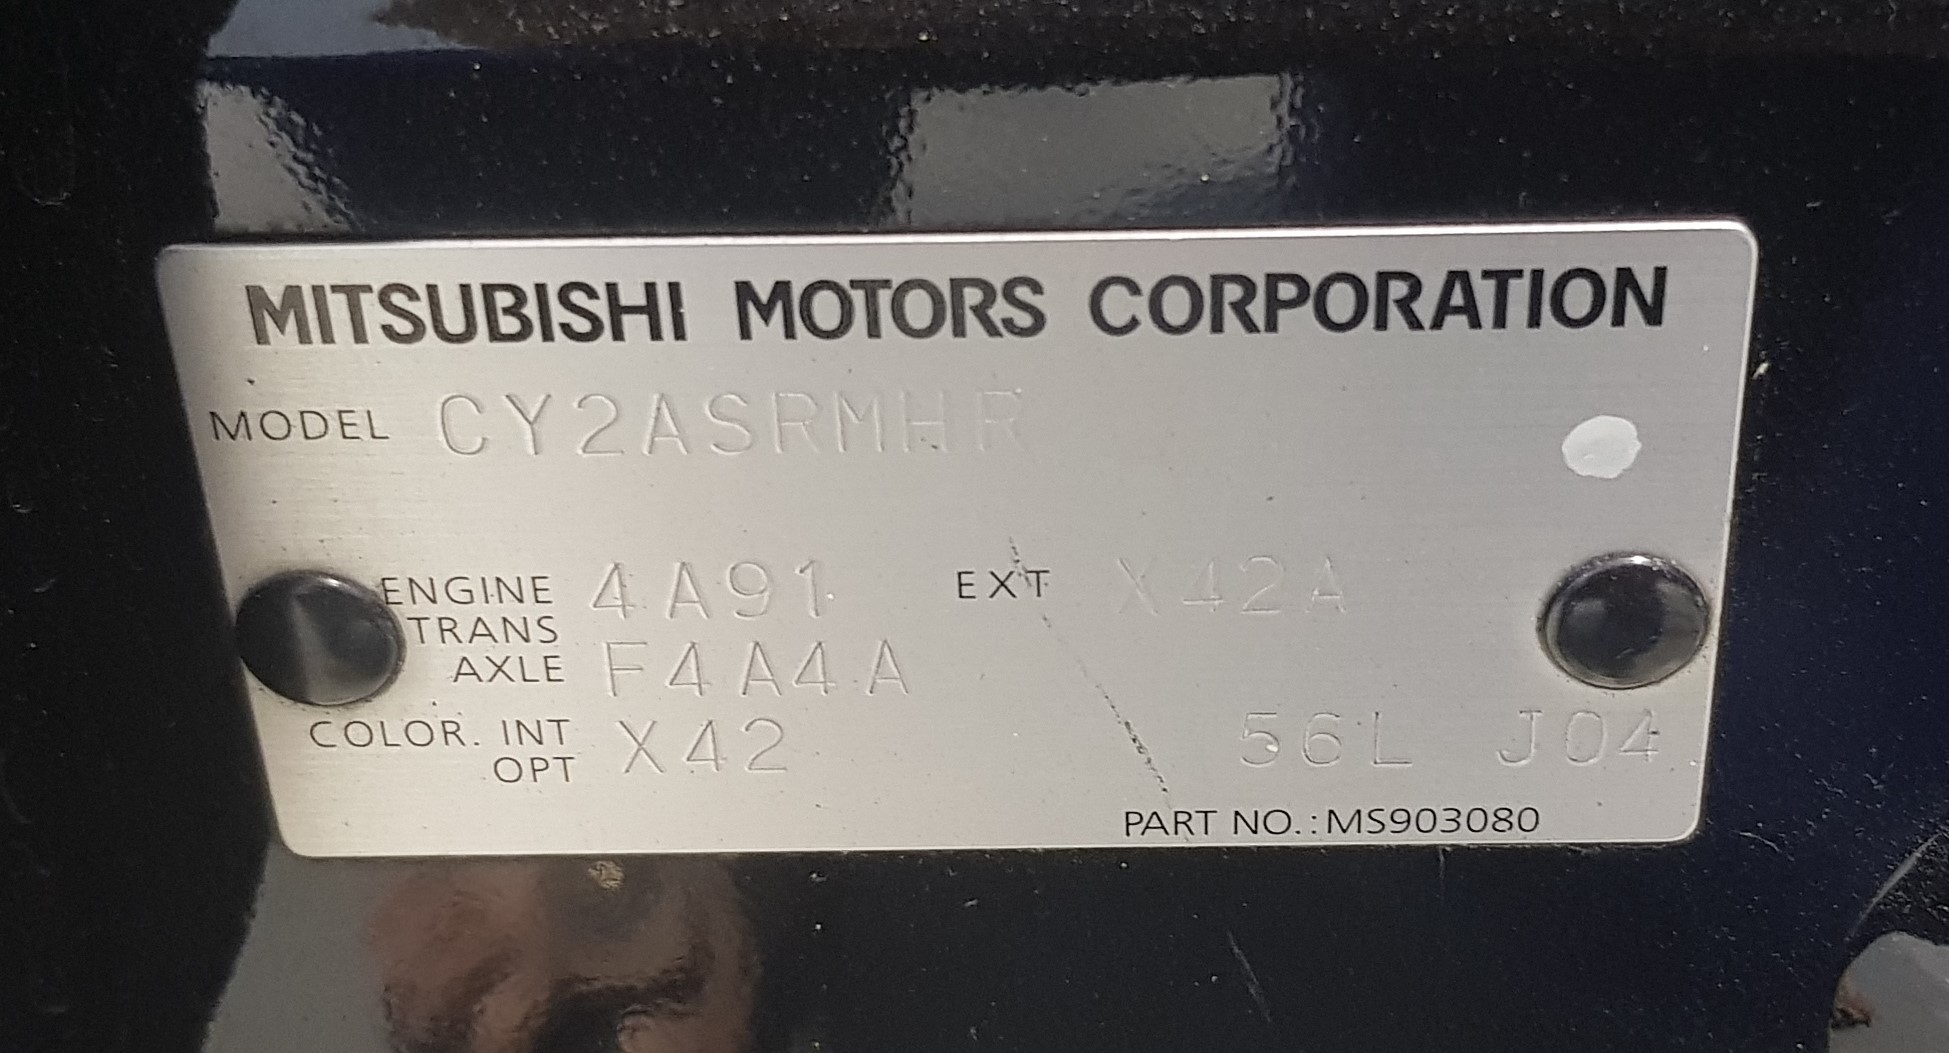 MITSUBISHI MOTORS CORPORATION
MODEL CY2ASRMHR
ENGINE 4A91 EXT X42A
TRANS
AXLE F4A4A
COLOR. INT X42 56L J04
OPT
PART NO.:MS903080